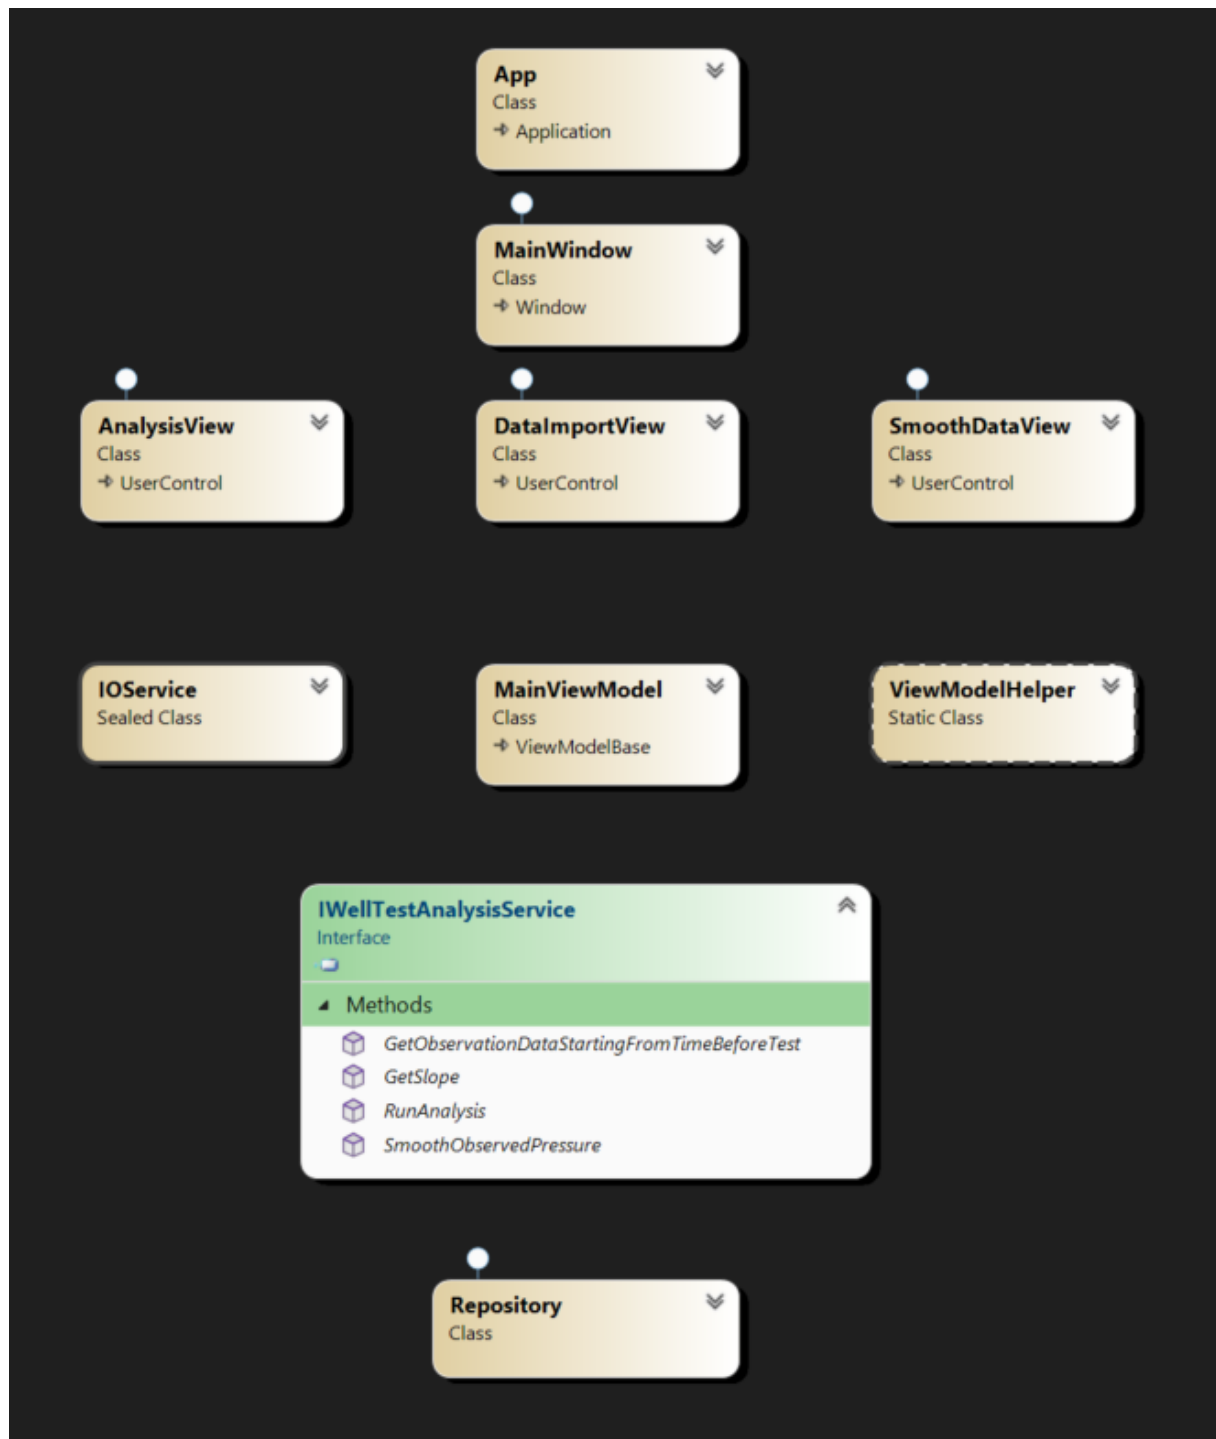 App
Class
Application
MainWindow
Class
Window
AnalysisView
Class
UserControl
DataImportView
Class
UserControl
SmoothDataView
Class
UserControl
IOService
Sealed Class
MainViewModel
Class
ViewModelBase
ViewModelHelper
Static Class
IWellTestAnalysisService
Interface
Methods
GetObservationDataStartingFromTimeBeforeTest
GetSlope
RunAnalysis
SmoothObservedPressure
Repository
Class